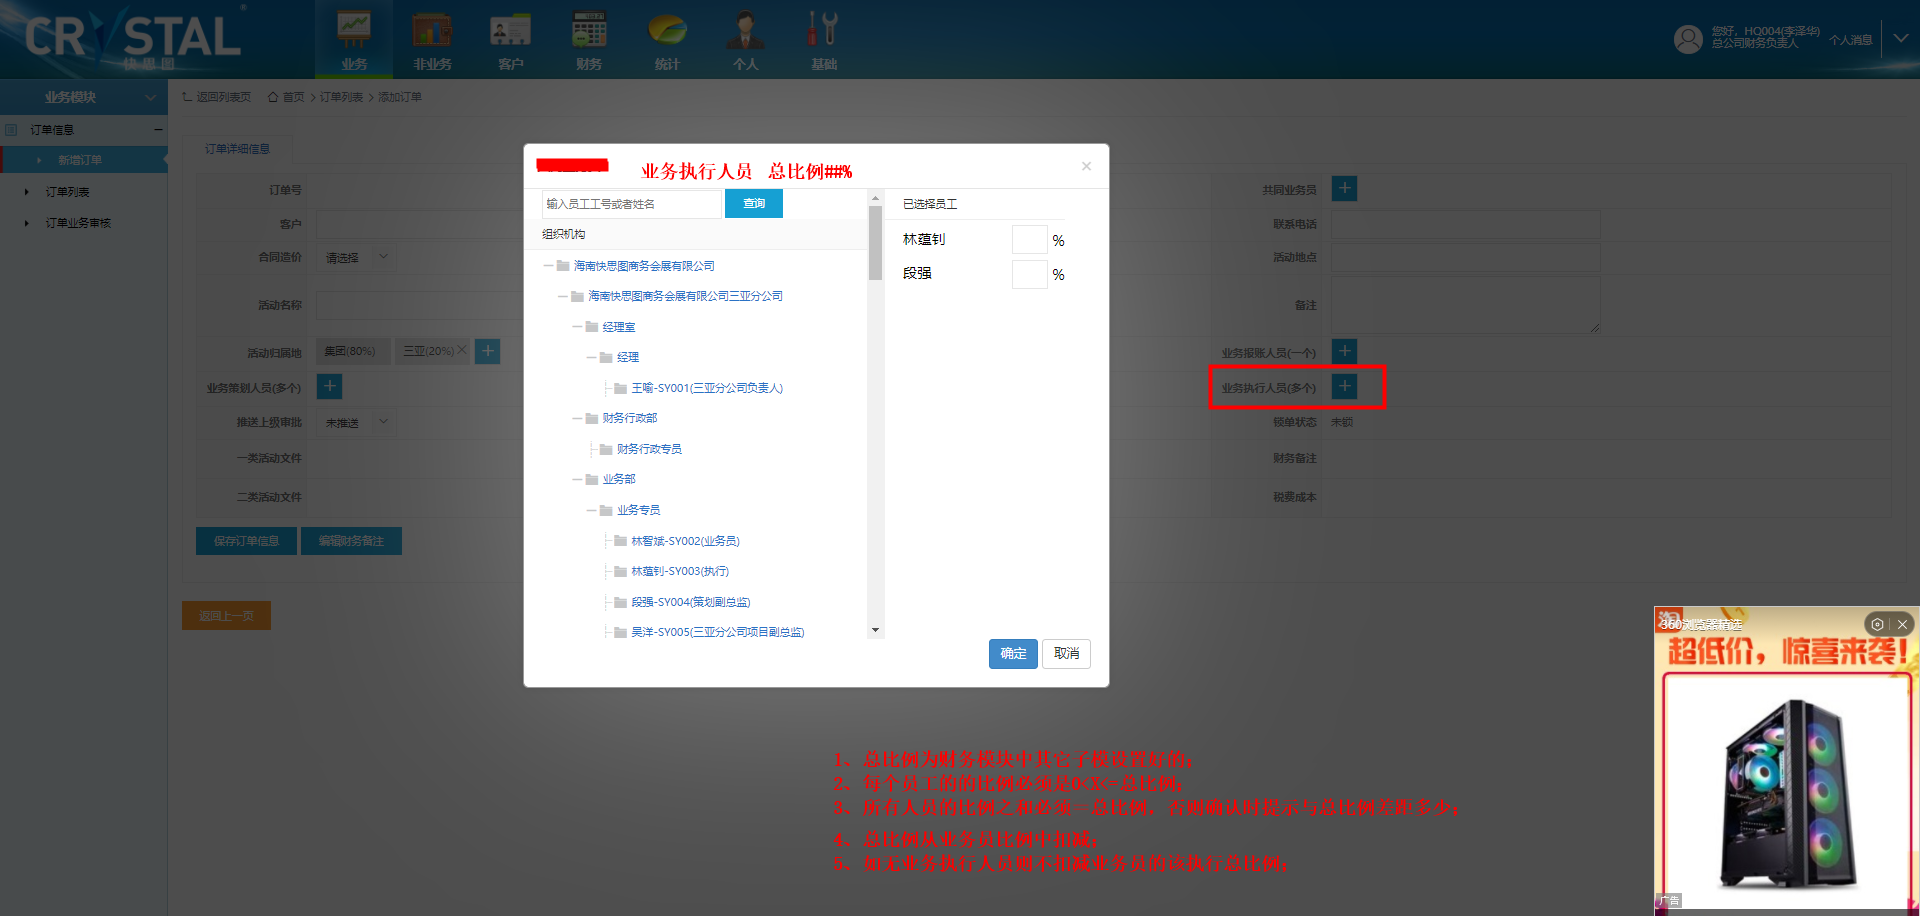 CRYSTAL
快思图
业务
非业务
客户
财务
统计
个人
基础
您好，HQ004(李泽华)
总公司财务负责人
个人消息
业务模块
返回列表页 首页 > 订单列表 > 添加订单
订单信息
新增订单
订单列表
订单业务审核
订单详细信息
订单号
客户
合同造价 请选择
活动名称
活动归属地 集团(80%) 三亚(20%)
业务策划人员(多个)
推送上级审批 未推送
一类活动文件
二类活动文件
保存订单信息 编辑财务备注
返回上一页
业务执行人员 总比例##%
输入员工工号或者姓名 查询
组织机构
海南快思图商务会展有限公司
海南快思图商务会展有限公司三亚分公司
经理室
经理
王喻-SY001(三亚分公司负责人)
财务行政部
财务行政专员
业务部
业务专员
林智斌-SY002(业务员)
林蕴钊-SY003(执行)
段强-SY004(策划副总监)
吴洋-SY005(三亚分公司项目副总监)
已选择员工
林蕴钊 %
段强 %
确定 取消
共同业务员
联系电话
活动地点
备注
业务报账人员(一个)
业务执行人员(多个)
锁单状态 未锁
财务备注
税费成本
1、总比例为财务模块中其它子模设置好的；
2、每个员工的的比例必须是0<X<=总比例；
3、所有人员的比例之和必须＝总比例，否则确认时提示与总比例差距多少；
4、总比例从业务员比例中扣减；
5、如无业务执行人员则不扣减业务员的该执行总比例；
360浏览器精选
超低价，惊喜来袭！
广告